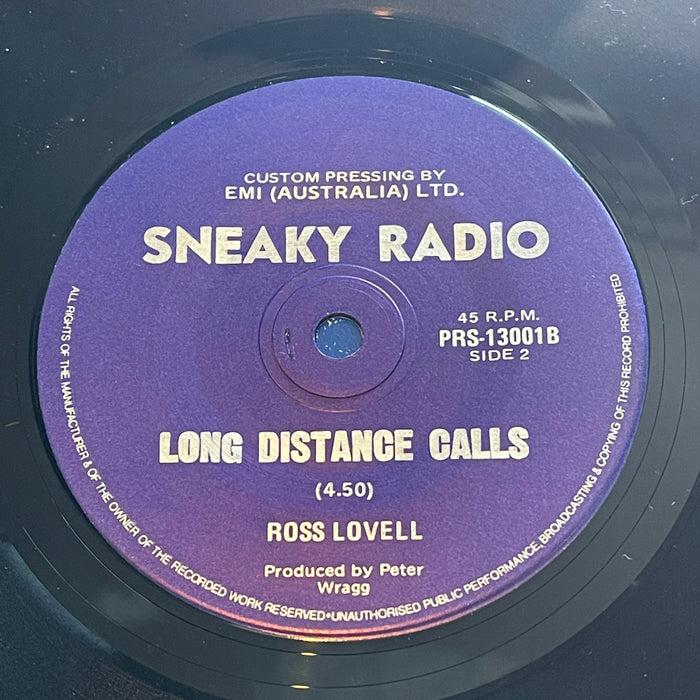 CUSTOM PRESSING BY
EMI (AUSTRALIA) LTD.
SNEAKY RADIO
45 R.P.M.
PRS-13001B
SIDE 2
LONG DISTANCE CALLS
(4.50)
ROSS LOVELL
Produced by Peter
Wragg
ALL RIGHTS OF THE MANUFACTURER & OF THE OWNER OF THE RECORDED WORK RESERVED•UNAUTHORISED PUBLIC PERFORMANCE, BROADCASTING & COPYING OF THIS RECORD PROHIBITED